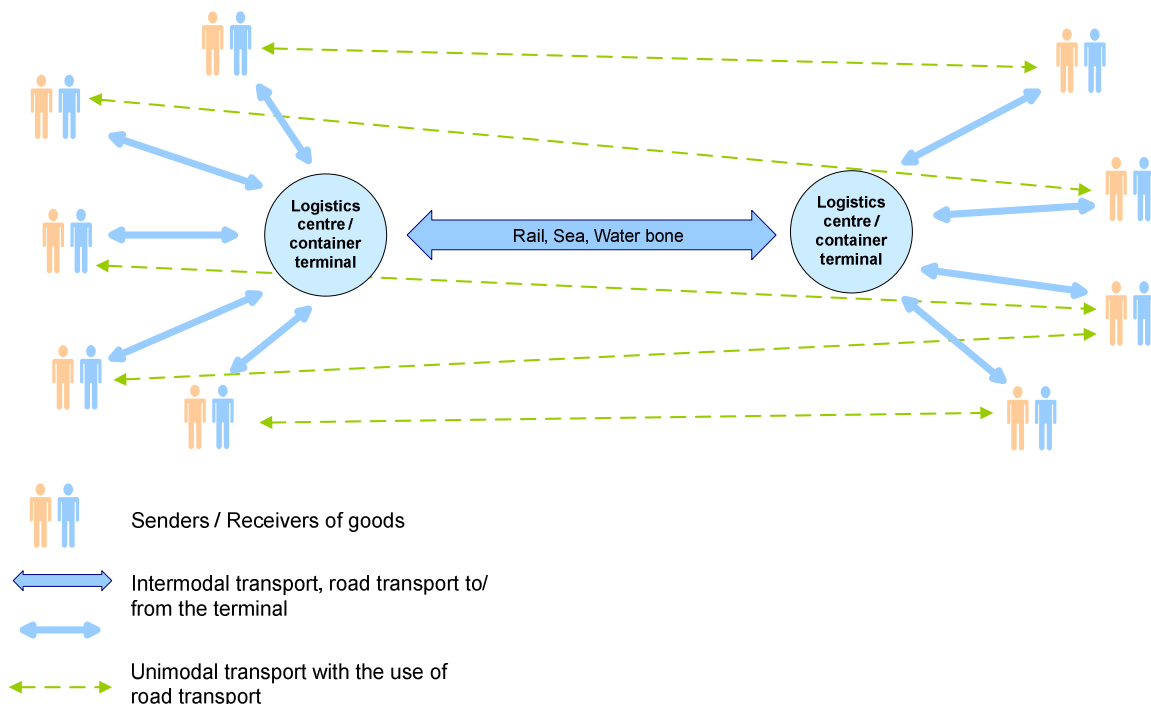 Logistics
centre /
container
terminal
Rail, Sea, Water bone
Logistics
centre /
container
terminal
Senders / Receivers of goods
Intermodal transport, road transport to/
from the terminal
Unimodal transport with the use of
road transport